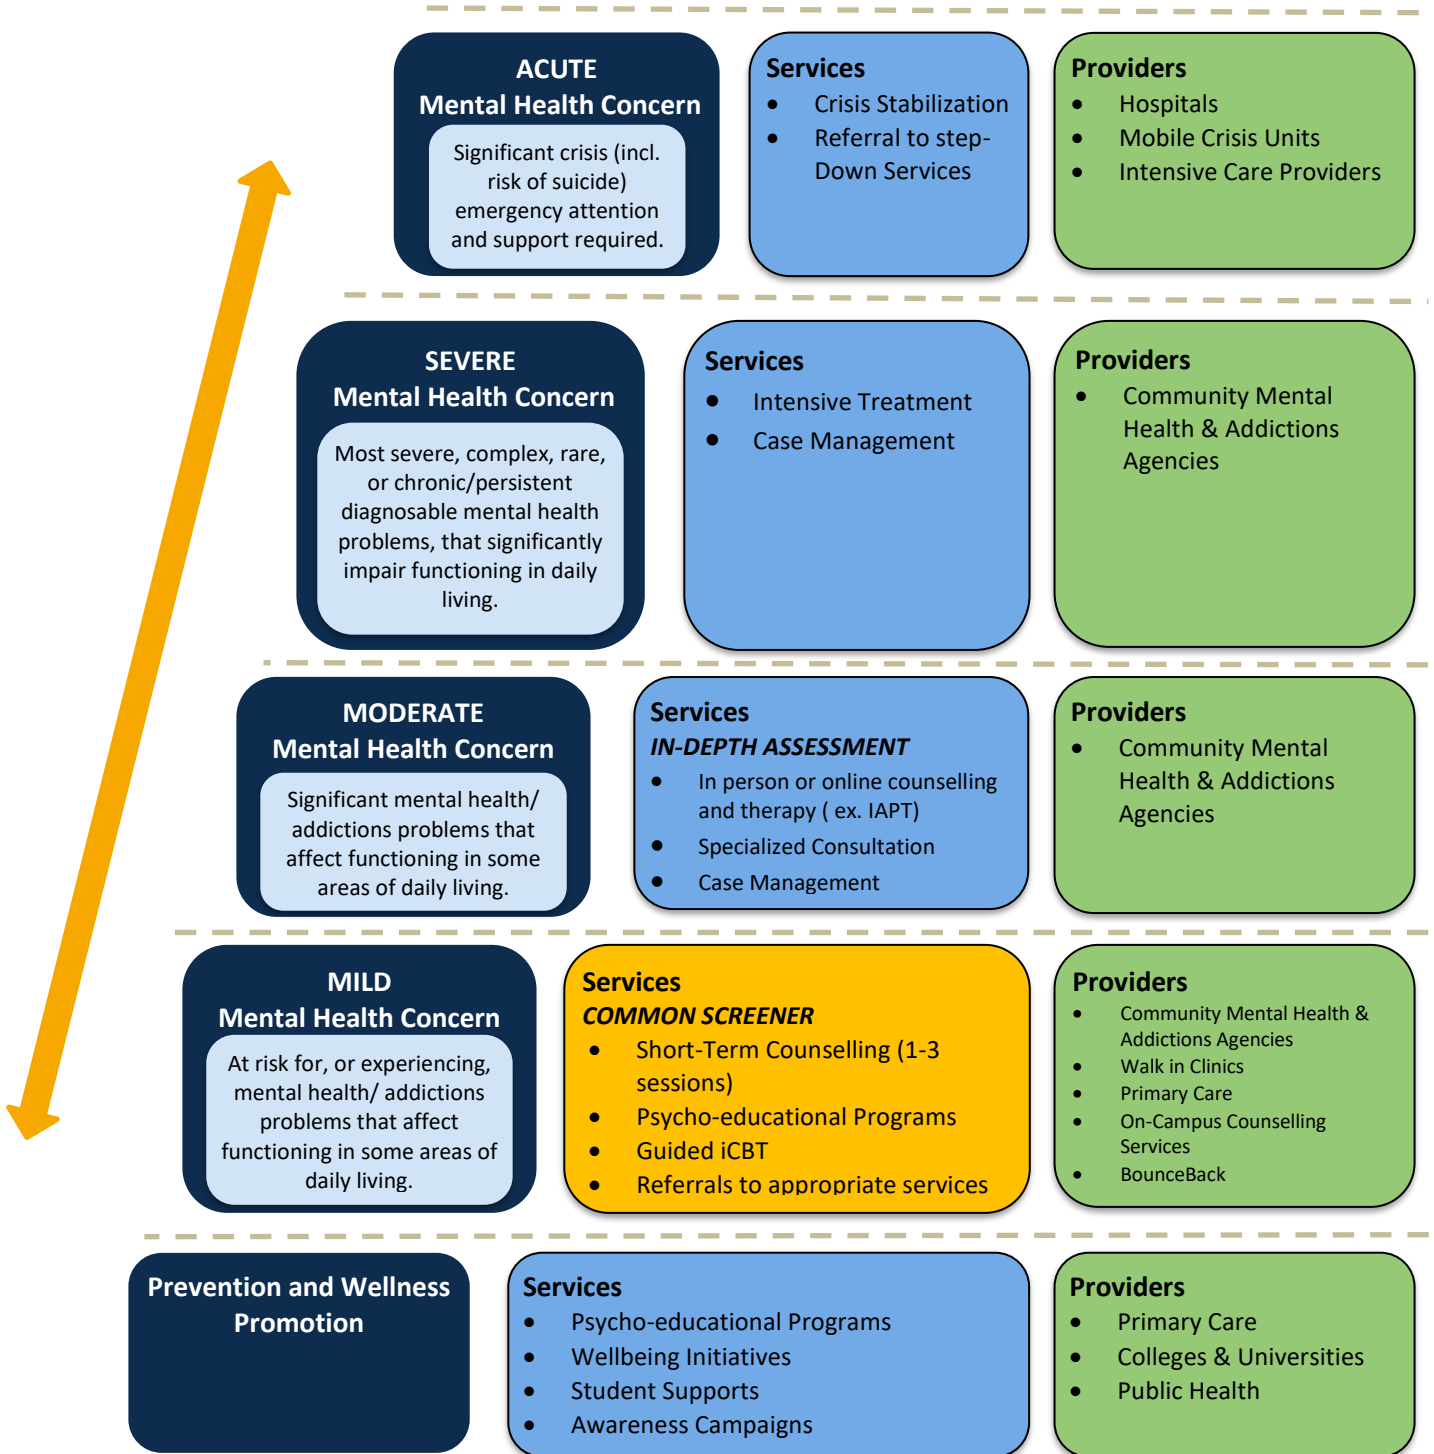 ACUTE
Mental Health Concern
Significant crisis (incl.
risk of suicide)
emergency attention
and support required.
Services
• Crisis Stabilization
• Referral to step-
Down Services
Providers
• Hospitals
• Mobile Crisis Units
• Intensive Care Providers
SEVERE
Mental Health Concern
Most severe, complex, rare,
or chronic/persistent
diagnosable mental health
problems, that significantly
impair functioning in daily
living.
Services
• Intensive Treatment
• Case Management
Providers
• Community Mental
Health & Addictions
Agencies
MODERATE
Mental Health Concern
Significant mental health/
addictions problems that
affect functioning in some
areas of daily living.
Services
IN-DEPTH ASSESSMENT
• In person or online counselling
and therapy ( ex. IAPT)
• Specialized Consultation
• Case Management
Providers
• Community Mental
Health & Addictions
Agencies
MILD
Mental Health Concern
At risk for, or experiencing,
mental health/ addictions
problems that affect
functioning in some areas of
daily living.
Services
COMMON SCREENER
• Short-Term Counselling (1-3
sessions)
• Psycho-educational Programs
• Guided iCBT
• Referrals to appropriate services
Providers
• Community Mental Health &
Addictions Agencies
• Walk in Clinics
• Primary Care
• On-Campus Counselling
Services
• BounceBack
Prevention and Wellness
Promotion
Services
• Psycho-educational Programs
• Wellbeing Initiatives
• Student Supports
• Awareness Campaigns
Providers
• Primary Care
• Colleges & Universities
• Public Health